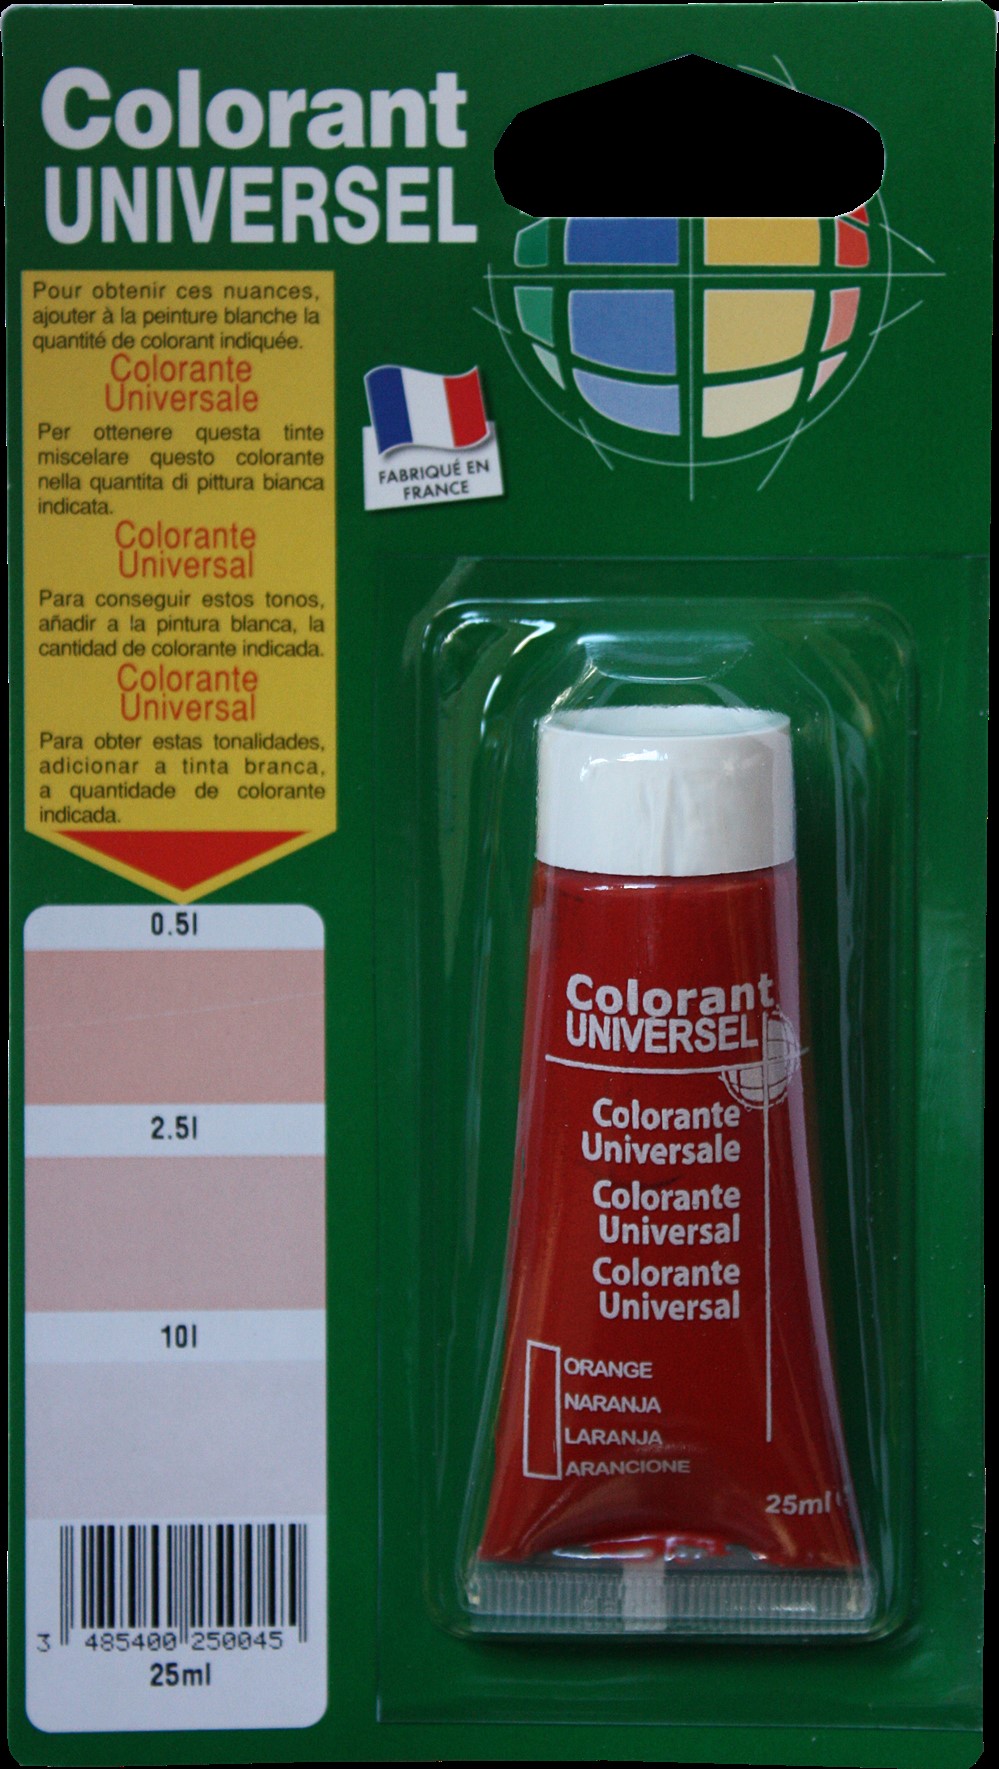 Colorant
UNIVERSEL
Pour obtenir ces nuances,
ajouter à la peinture blanche la
quantité de colorant indiquée.
Colorante
Universale
Per ottenere questa tinte
miscelare questo colorante
nella quantita di pittura bianca
indicata.
Colorante
Universal
Para conseguir estos tonos,
añadir a la pintura blanca, la
cantidad de colorante indicada.
Colorante
Universal
Para obter estas tonalidades,
adicionar a tinta branca,
a quantidade de colorante
indicada.
FABRIQUÉ EN
FRANCE
0.5l
2.5l
10l
3 485400 250045
25ml
Colorant
UNIVERSEL
Colorante
Universale
Colorante
Universal
Colorante
Universal
ORANGE
NARANJA
LARANJA
ARANCIONE
25ml